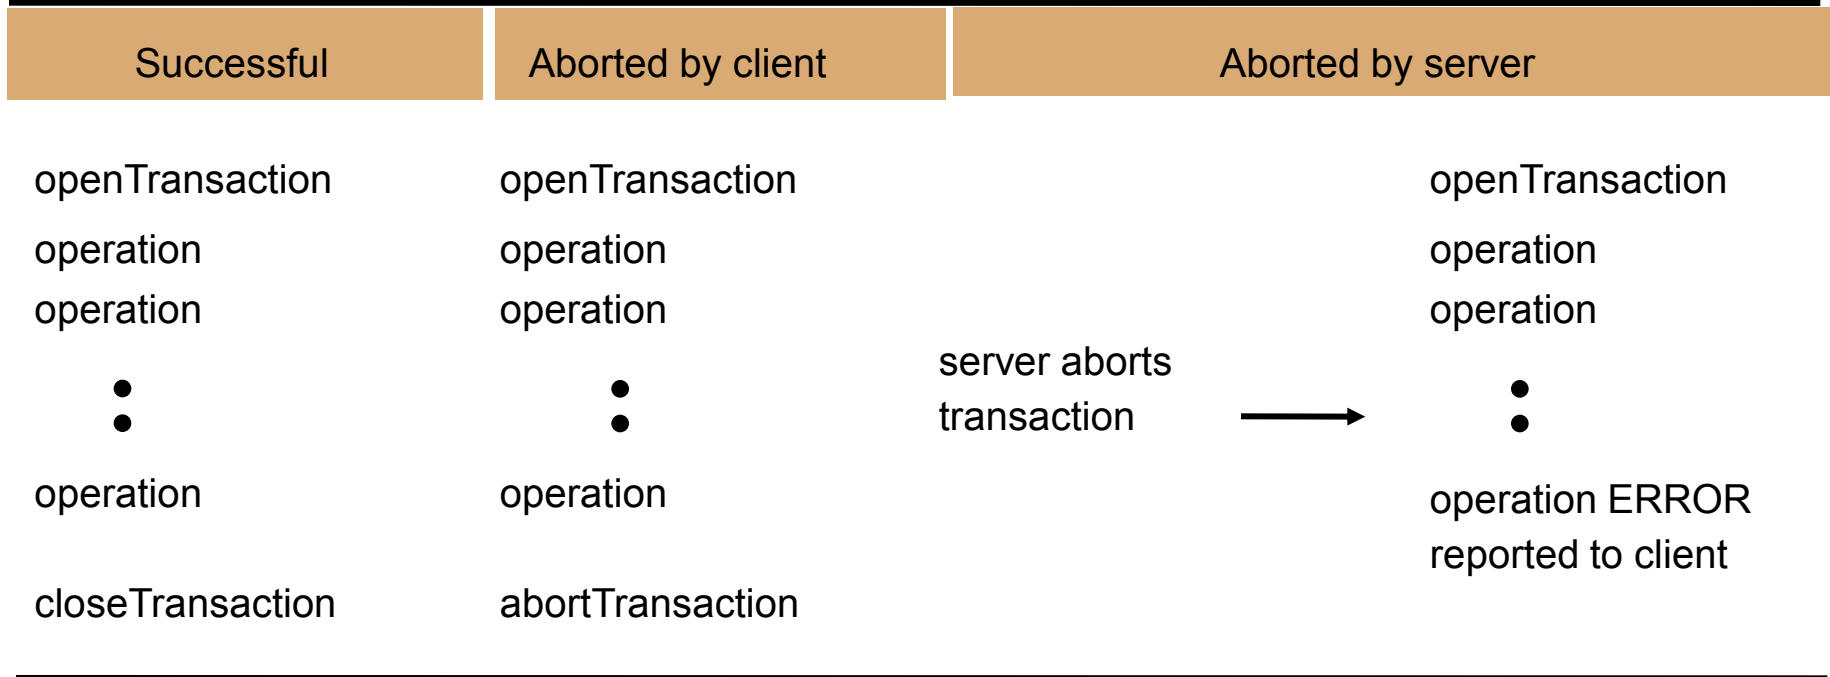 Successful Aborted by client Aborted by server
openTransaction openTransaction openTransaction
operation operation operation
operation operation operation
server aborts
transaction
operation operation operation ERROR
reported to client
closeTransaction abortTransaction